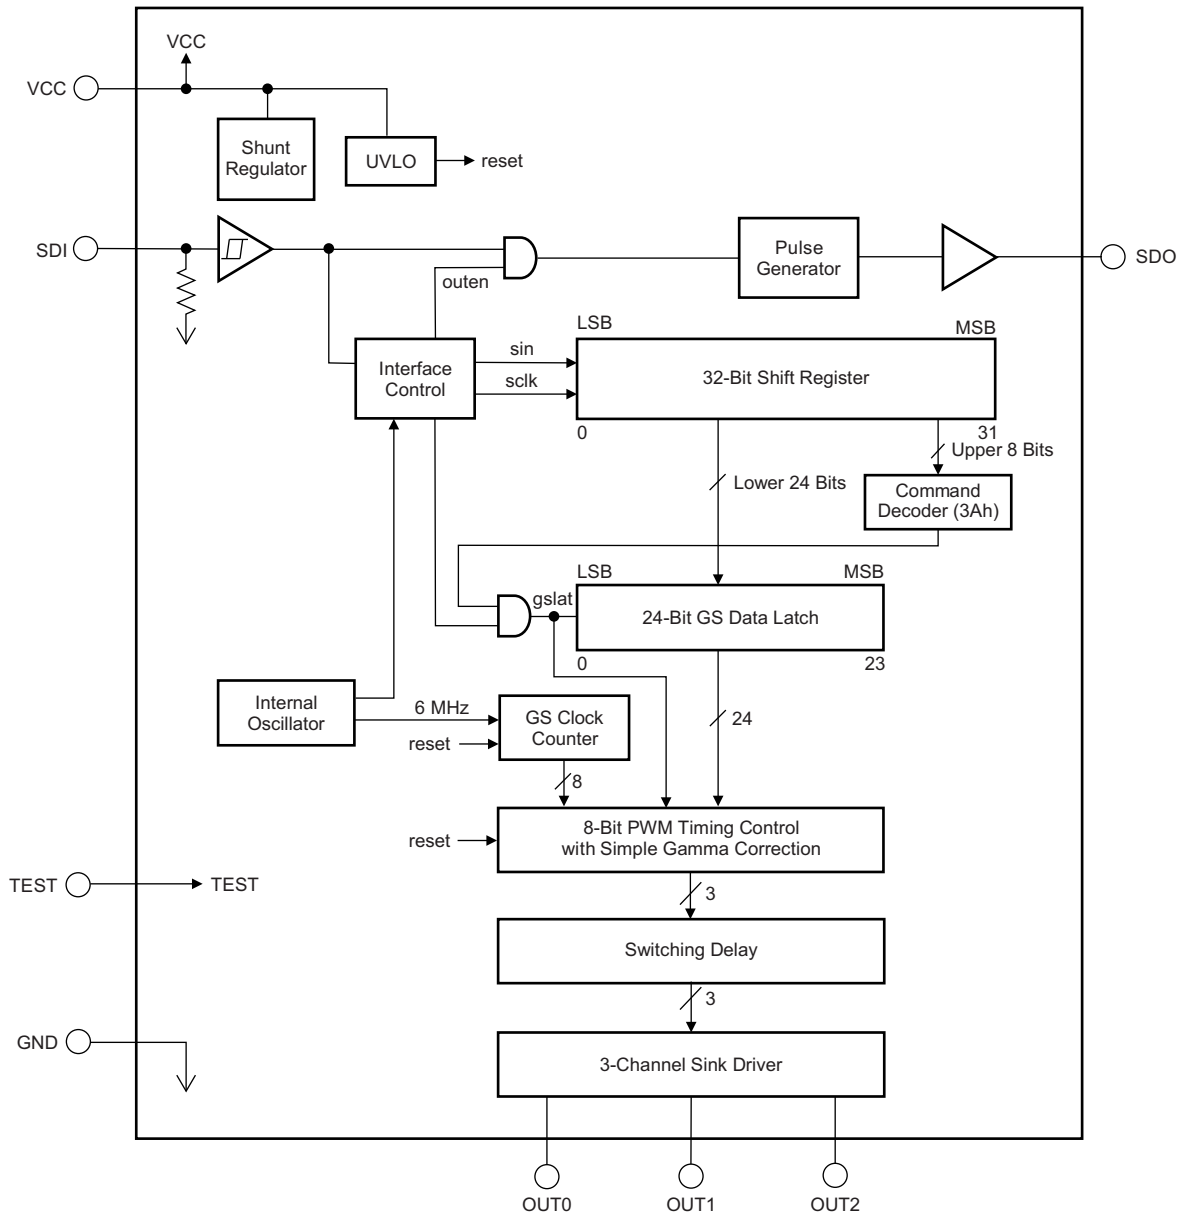 VCC
VCC
Shunt
Regulator
UVLO
reset
SDI
outen
Pulse
Generator
SDO
LSB
MSB
Interface
Control
sin
sclk
32-Bit Shift Register
0
31
Upper 8 Bits
Lower 24 Bits
Command
Decoder (3Ah)
LSB
MSB
gslat
24-Bit GS Data Latch
0
23
Internal
Oscillator
6 MHz
reset
GS Clock
Counter
24
8
reset
8-Bit PWM Timing Control
with Simple Gamma Correction
TEST
TEST
3
Switching Delay
3
GND
3-Channel Sink Driver
OUT0
OUT1
OUT2